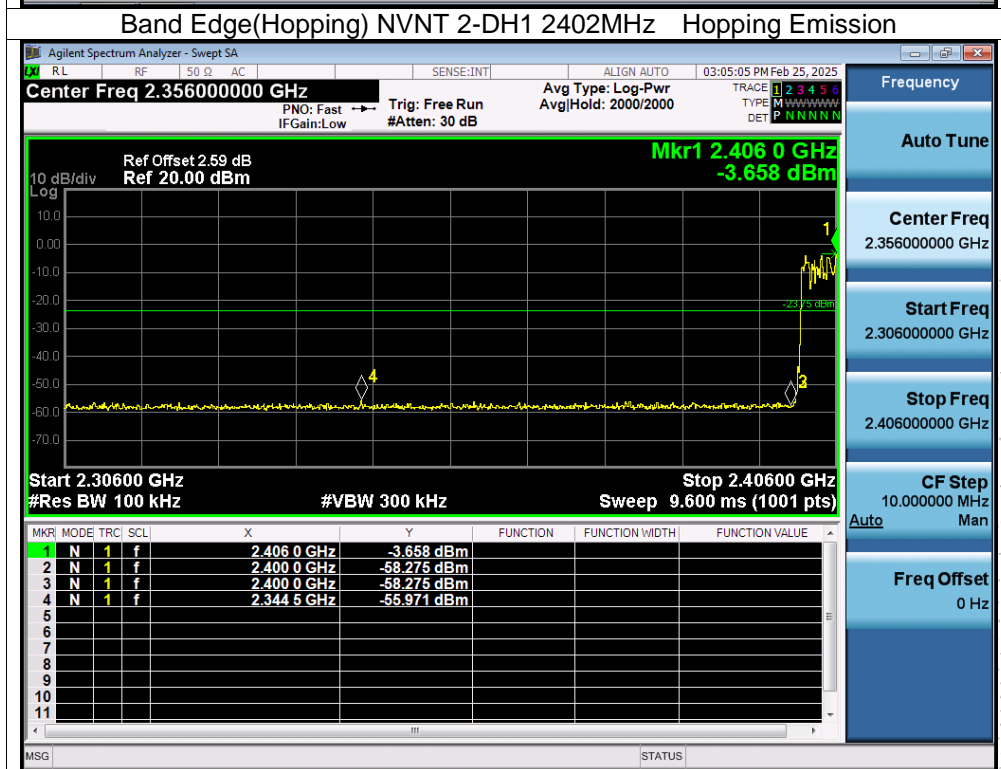 Band Edge(Hopping) NVNT 2-DH1 2402MHz Hopping Emission
Agilent Spectrum Analyzer - Swept SA
LXI RL RF 50 Ω AC SENSE:INT ALIGN AUTO 03:05:05 PM Feb 25, 2025
Center Freq 2.356000000 GHz
PNO: Fast
IFGain:Low
Trig: Free Run
#Atten: 30 dB
Avg Type: Log-Pwr
Avg|Hold: 2000/2000
TRACE 1 2 3 4 5 6
TYPE M WWWWW
DET P N N N N N
Frequency
Auto Tune
Center Freq
2.356000000 GHz
Start Freq
2.306000000 GHz
Stop Freq
2.406000000 GHz
CF Step
10.000000 MHz
Auto Man
Freq Offset
0 Hz
Mkr1 2.406 0 GHz
-3.658 dBm
Ref Offset 2.59 dB
10 dB/div Ref 20.00 dBm
Log
10.0
0.00
-10.0
-20.0
-30.0
-40.0
-50.0
-60.0
-70.0
1
-23.75 dBm
4
3
Start 2.30600 GHz Stop 2.40600 GHz
#Res BW 100 kHz #VBW 300 kHz Sweep 9.600 ms (1001 pts)
MKR MODE TRC SCL X Y FUNCTION FUNCTION WIDTH FUNCTION VALUE
1 N 1 f 2.406 0 GHz -3.658 dBm
2 N 1 f 2.400 0 GHz -58.275 dBm
3 N 1 f 2.400 0 GHz -58.275 dBm
4 N 1 f 2.344 5 GHz -55.971 dBm
5
6
7
8
9
10
11
MSG STATUS